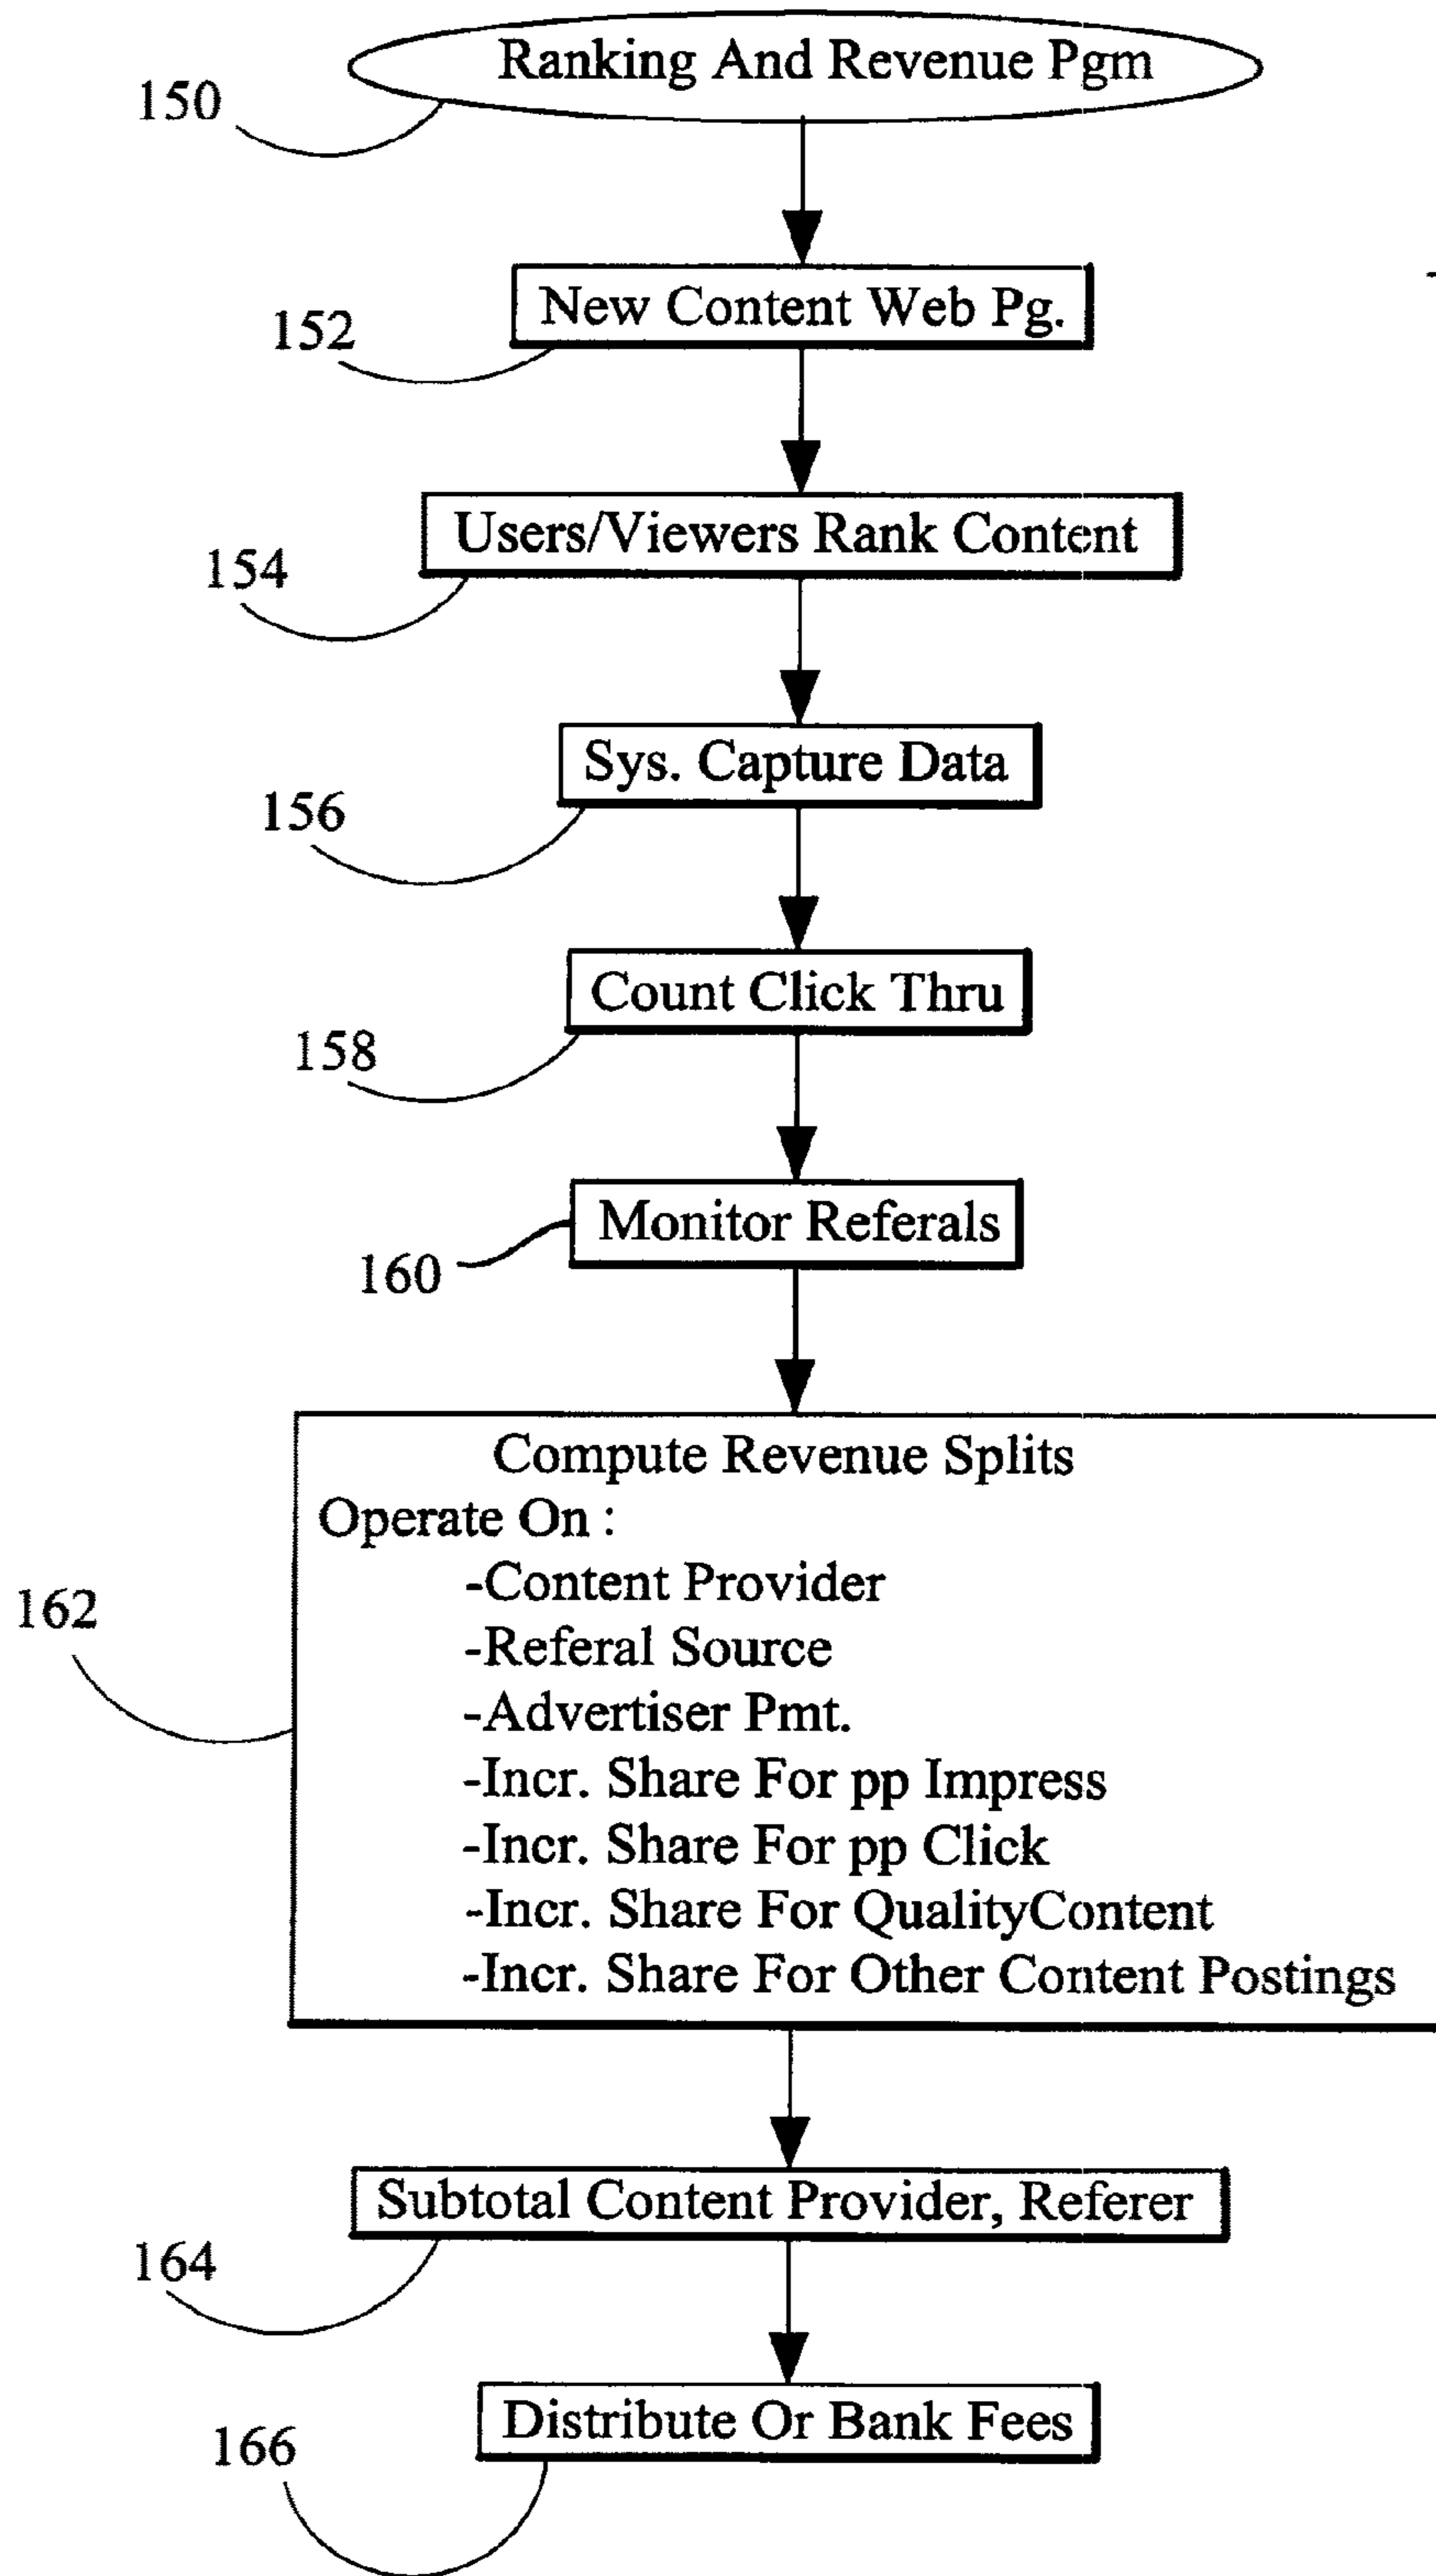 Ranking And Revenue Pgm
150
New Content Web Pg.
152
Users/Viewers Rank Content
154
Sys. Capture Data
156
Count Click Thru
158
Monitor Referals
160
Compute Revenue Splits
Operate On :
-Content Provider
-Referal Source
162
-Advertiser Pmt.
-Incr. Share For pp Impress
-Incr. Share For pp Click
-Incr. Share For QualityContent
-Incr. Share For Other Content Postings
Subtotal Content Provider, Referer
164
Distribute Or Bank Fees
166